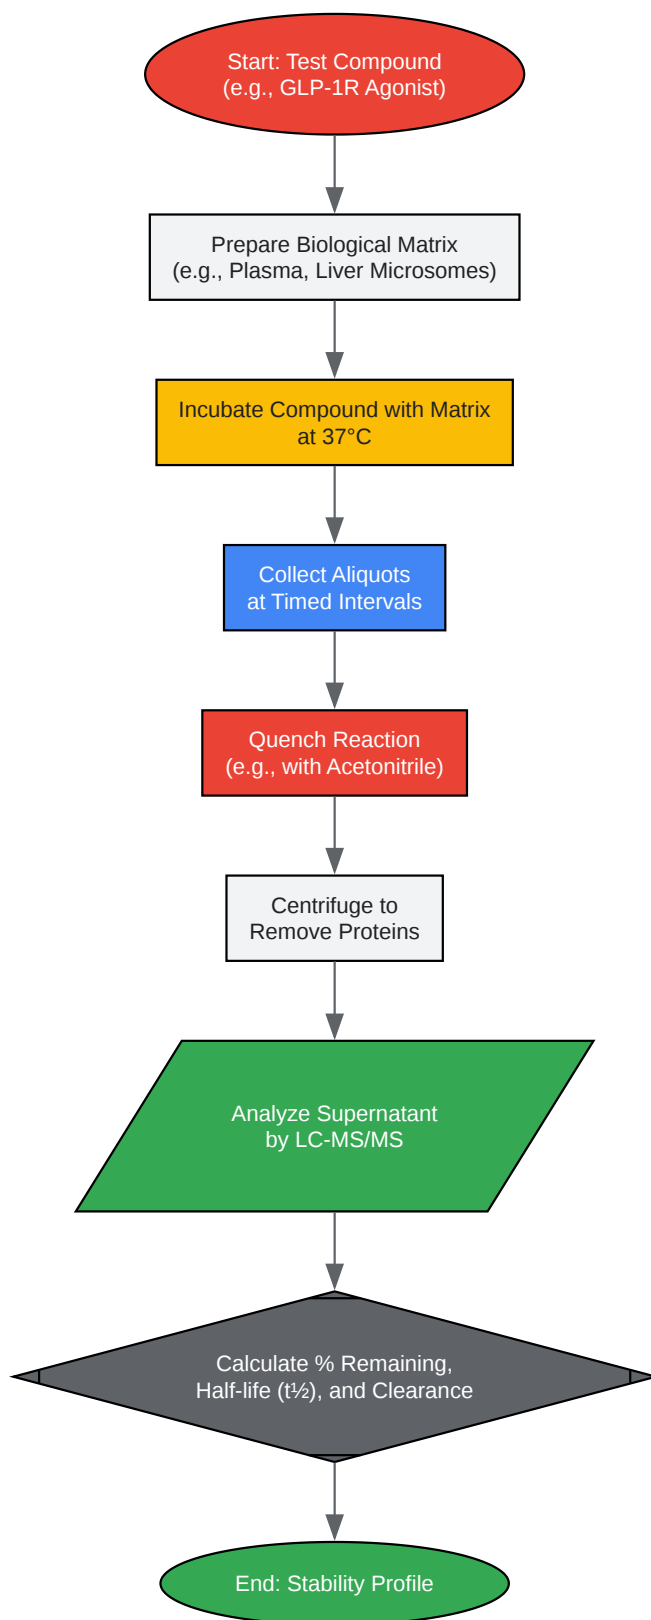 Start: Test Compound
(e.g., GLP-1R Agonist)
Prepare Biological Matrix
(e.g., Plasma, Liver Microsomes)
Incubate Compound with Matrix
at 37°C
Collect Aliquots
at Timed Intervals
Quench Reaction
(e.g., with Acetonitrile)
Centrifuge to
Remove Proteins
Analyze Supernatant
by LC-MS/MS
Calculate % Remaining,
Half-life (t½), and Clearance
End: Stability Profile